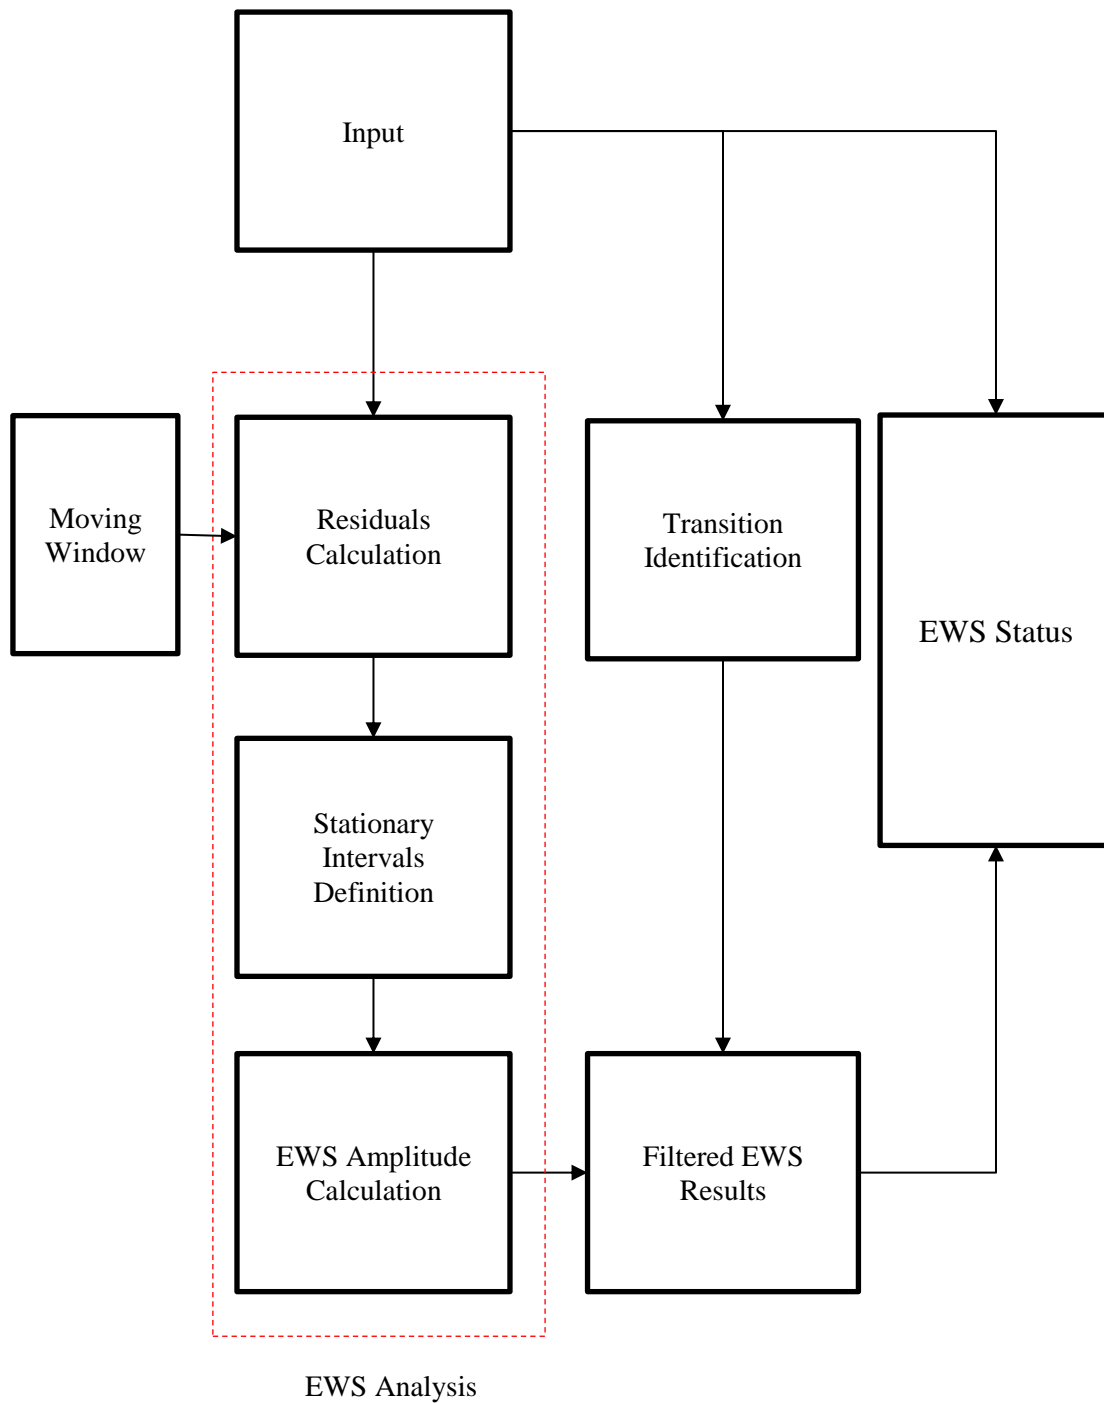 Input
Moving
Window
Residuals
Calculation
Transition
Identification
EWS Status
Stationary
Intervals
Definition
EWS Amplitude
Calculation
Filtered EWS
Results
EWS Analysis